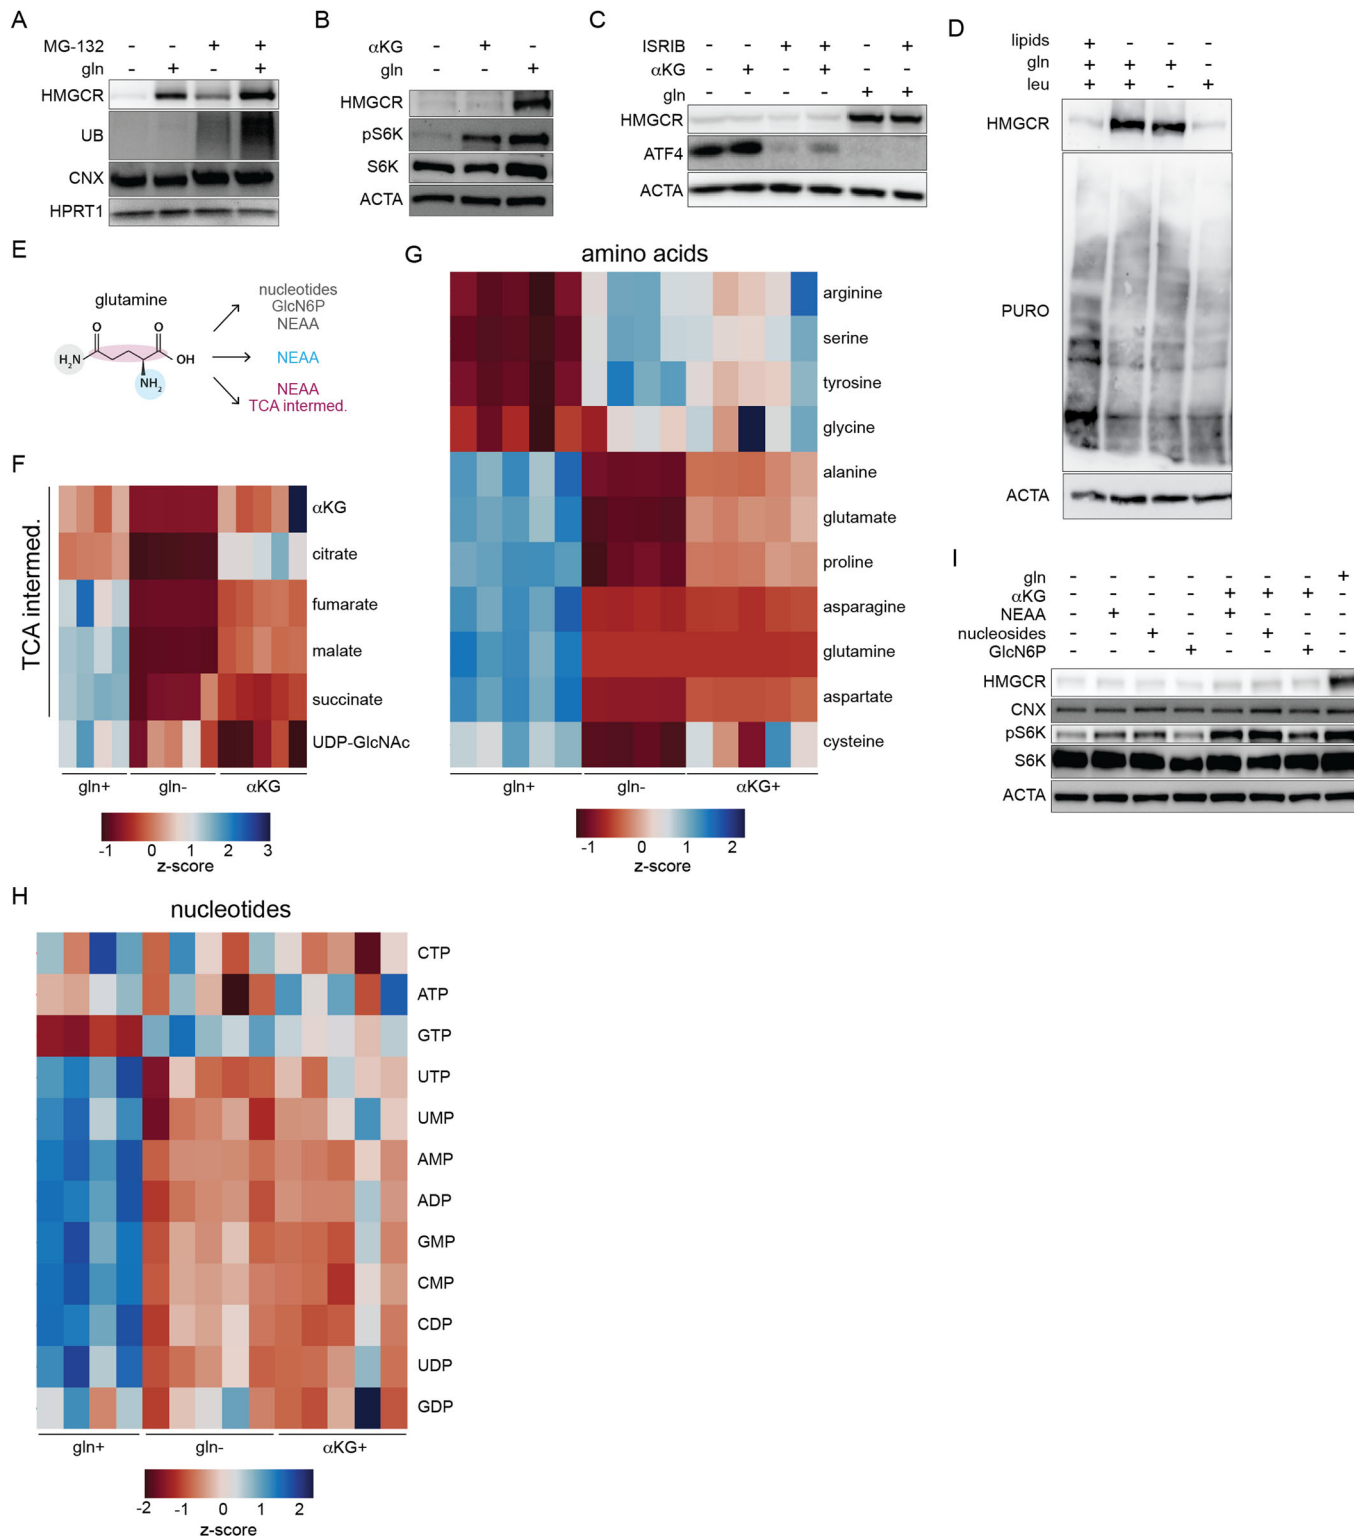 A
MG-132 - - + +
gln - + - +
HMGCR
UB
CNX
HPRT1
B
αKG - + -
gln - - +
HMGCR
pS6K
S6K
ACTA
C
ISRIB - - + + - +
αKG - + - + - -
gln - - - - + +
HMGCR
ATF4
ACTA
D
lipids + - - -
gln + + + -
leu + + - +
HMGCR
PURO
ACTA
E
glutamine
O O
H₂N OH
NH₂
nucleotides
GlcN6P
NEAA
NEAA
NEAA
TCA intermed.
F
TCA intermed.
αKG
citrate
fumarate
malate
succinate
UDP-GlcNAc
gln+ gln- αKG
-1 0 1 2 3
z-score
G
amino acids
arginine
serine
tyrosine
glycine
alanine
glutamate
proline
asparagine
glutamine
aspartate
cysteine
gln+ gln- αKG+
-1 0 1 2
z-score
H
nucleotides
CTP
ATP
GTP
UTP
UMP
AMP
ADP
GMP
CMP
CDP
UDP
GDP
gln+ gln- αKG+
-2 -1 0 1 2
z-score
I
gln - - - - - - - +
αKG - - - - + + + -
NEAA - + - - + - - -
nucleosides - - + - - + - -
GlcN6P - - - + - - + -
HMGCR
CNX
pS6K
S6K
ACTA